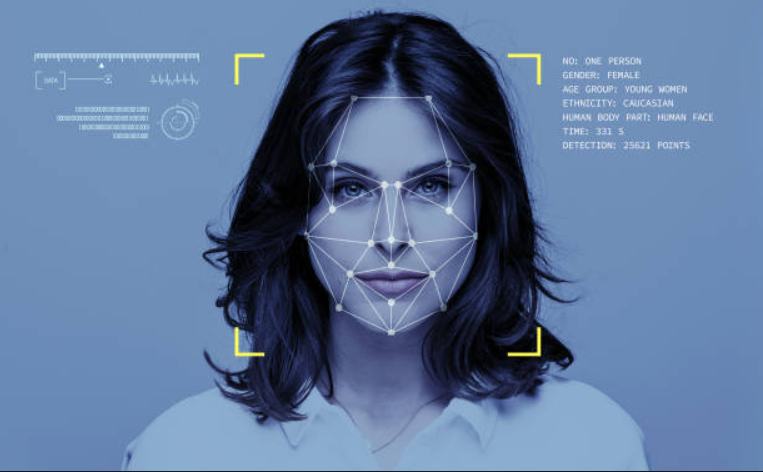 DATA
NO: ONE PERSON
GENDER: FEMALE
AGE GROUP: YOUNG WOMEN
ETHNICITY: CAUCASIAN
HUMAN BODY PART: HUMAN FACE
TIME: 331 S
DETECTION: 25621 POINTS